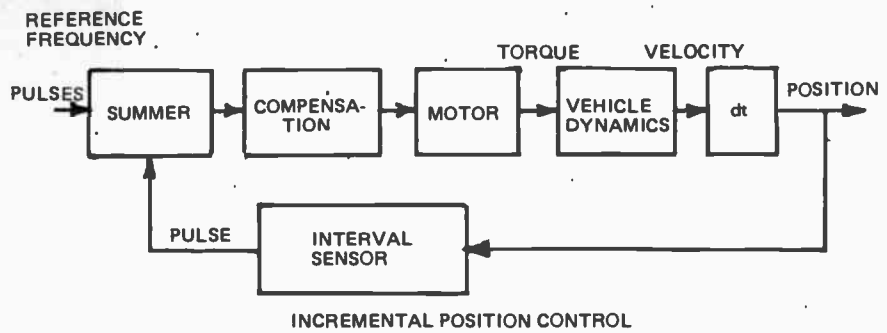 REFERENCE
FREQUENCY
PULSES
SUMMER
COMPENSA-
TION
MOTOR
TORQUE
VEHICLE
DYNAMICS
VELOCITY
dt
POSITION
PULSE
INTERVAL
SENSOR
INCREMENTAL POSITION CONTROL